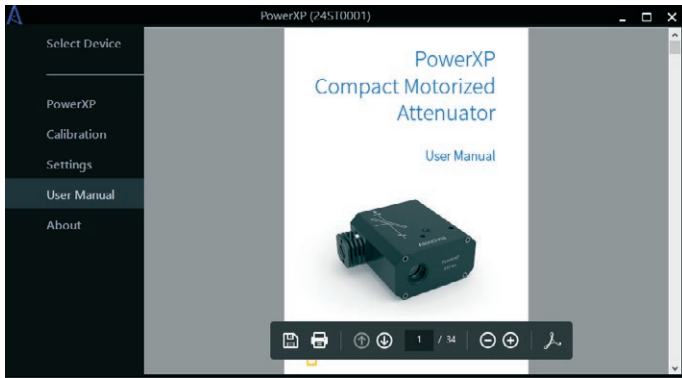 PowerXP (24ST0001)
Select Device
PowerXP
Calibration
Settings
User Manual
About
PowerXP
Compact Motorized
Attenuator
User Manual
1 / 34